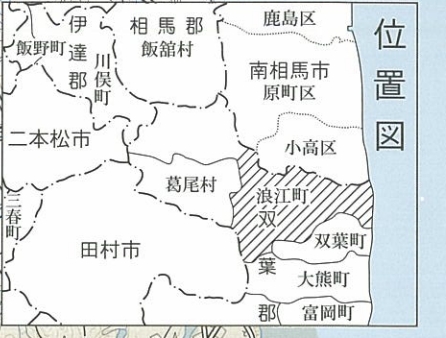 位置図
鹿島区
相馬郡
飯舘村
伊達郡
飯野町
川俣町
南相馬市
原町区
二本松市
小高区
葛尾村
浪江町
三春町
双葉郡
双葉町
田村市
大熊町
富岡町